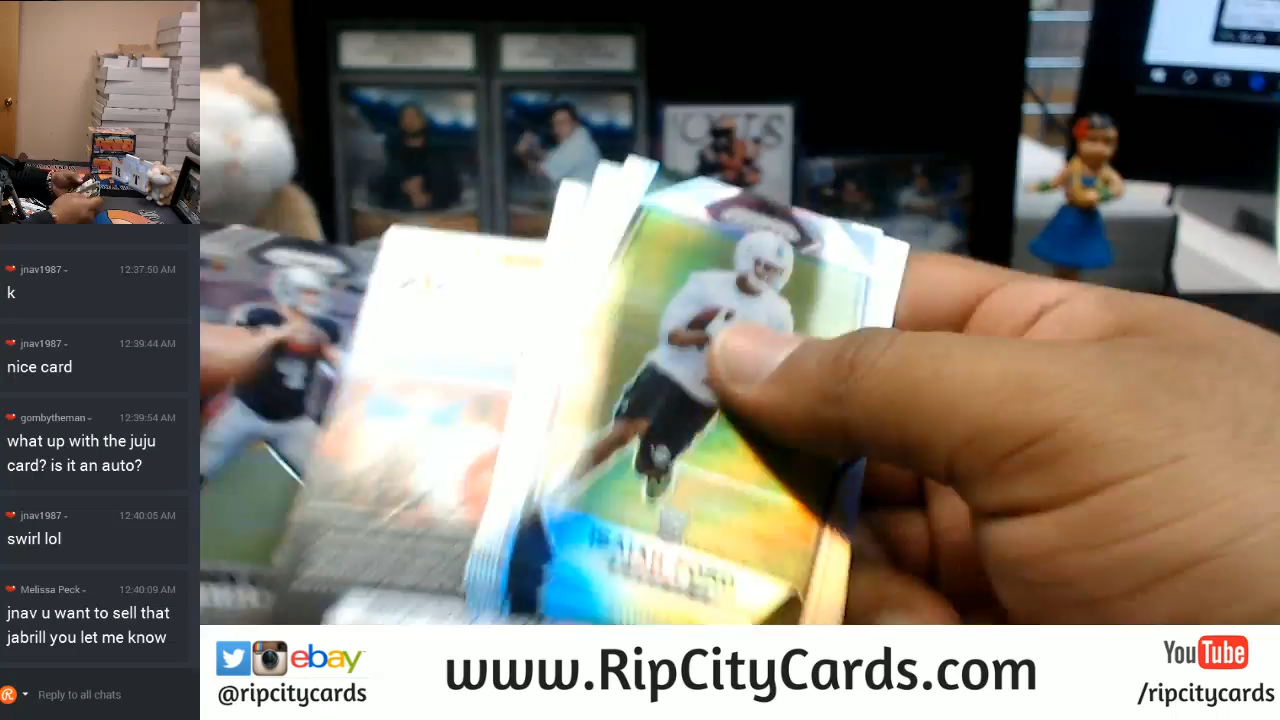 jnav1987 -
12:37:50 AM
k
jnav1987 -
12:39:44 AM
nice card
gombytheman -
12:39:54 AM
what up with the juju
card? is it an auto?
jnav1987 -
12:40:05 AM
swirl lol
Melissa Peck -
12:40:09 AM
jnav u want to sell that
jabrill you let me know
Reply to all chats
COLTS
ebay
@ripcitycards
www.RipCityCards.com
YouTube
/ripcitycards